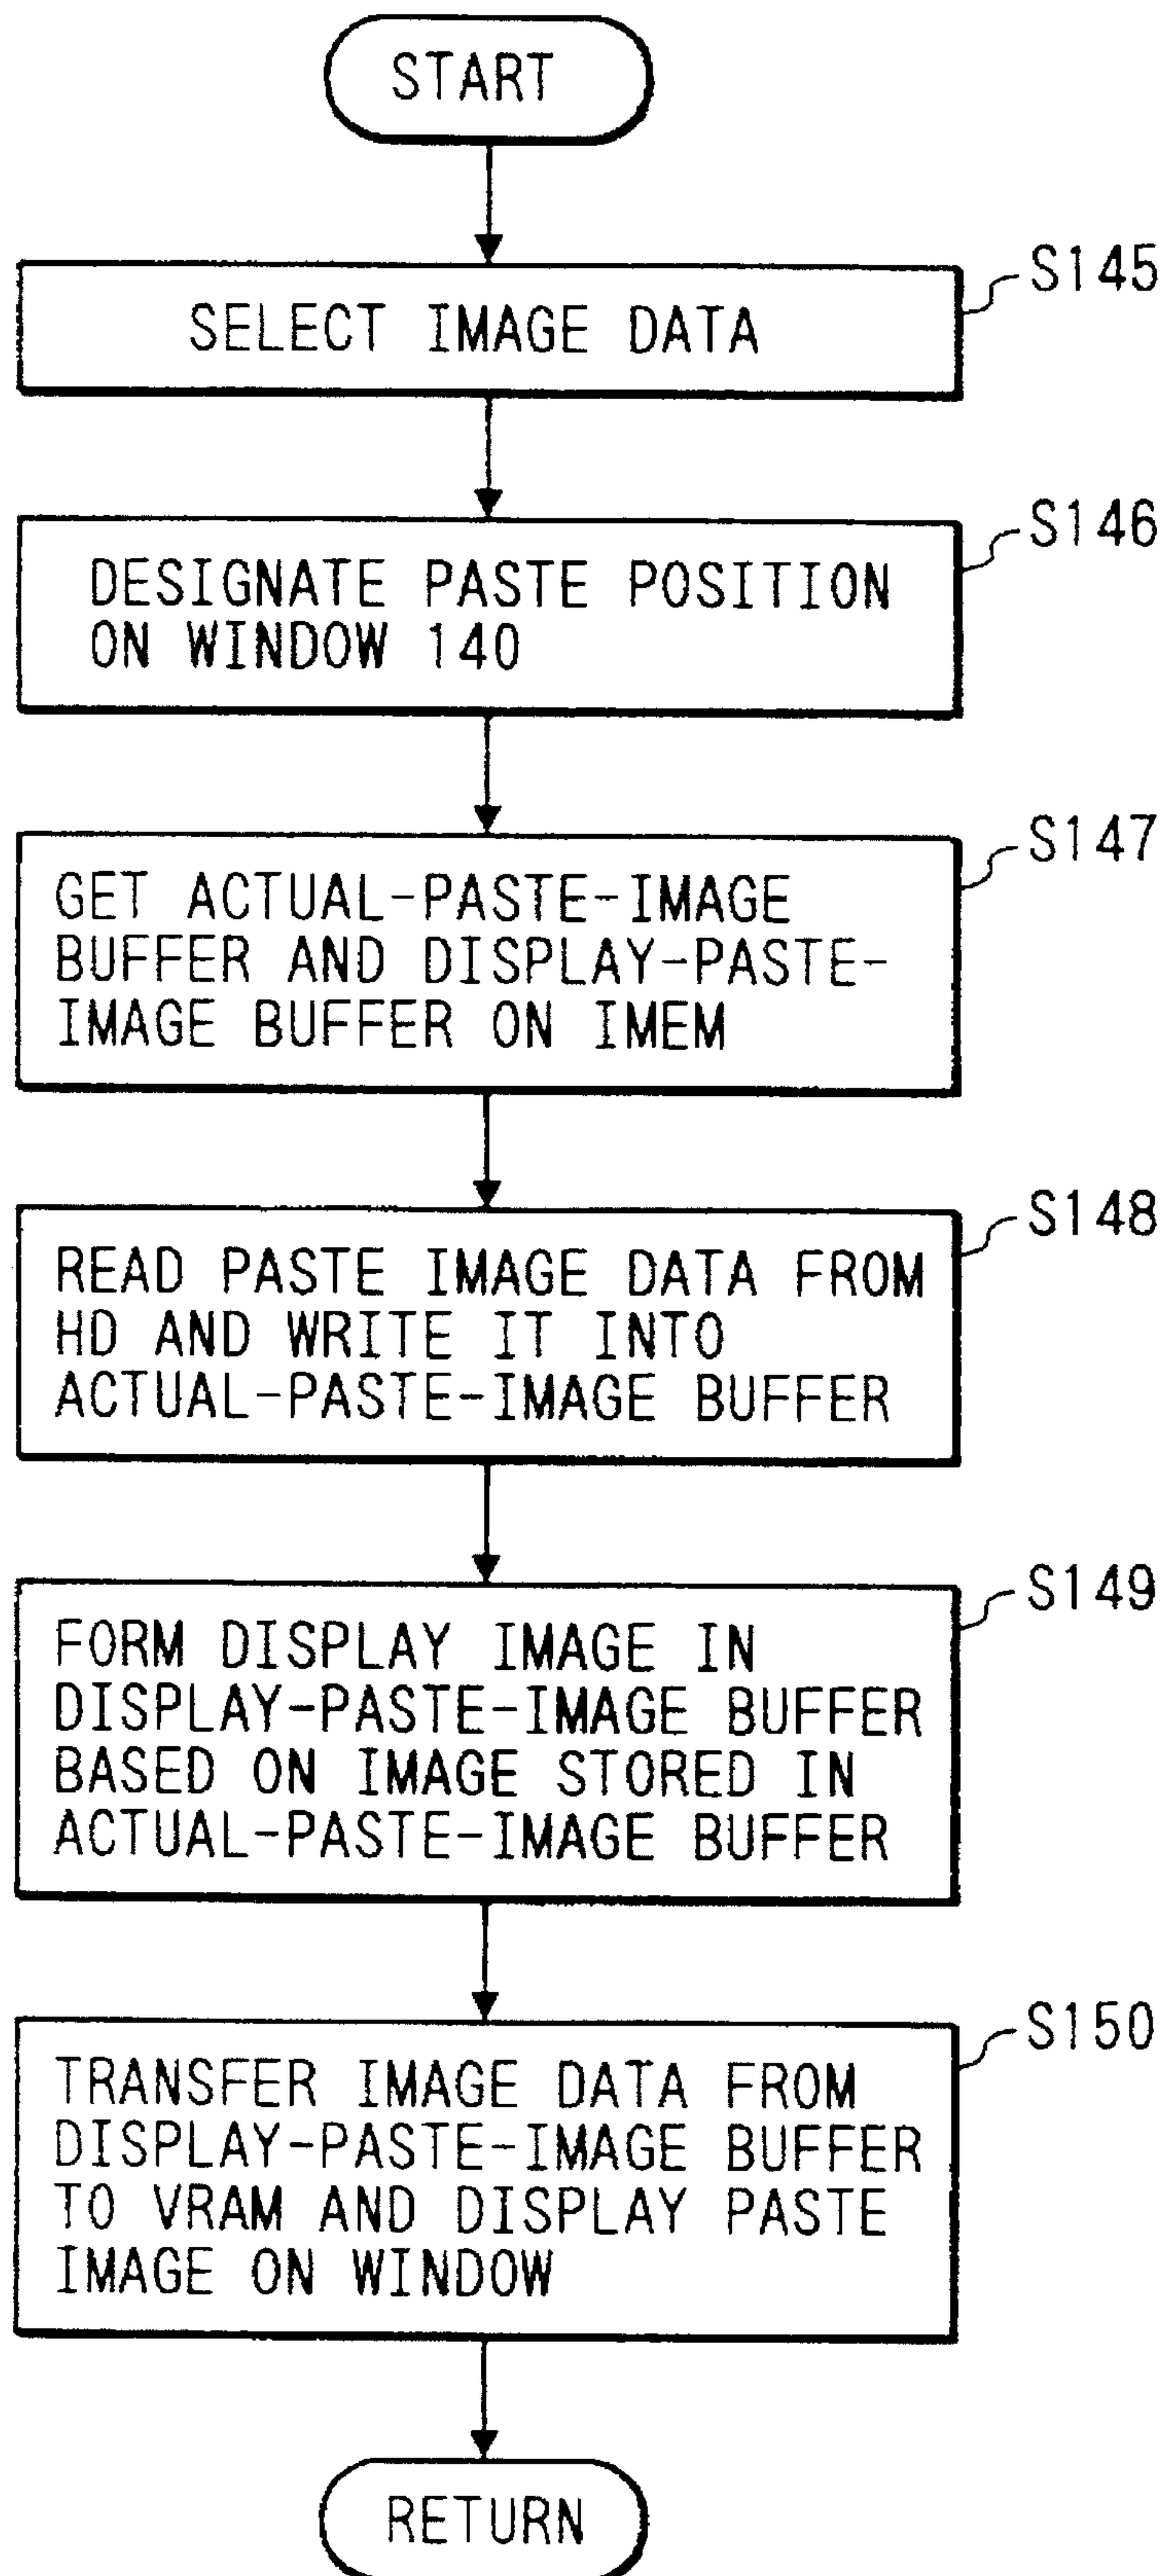 START
S145
SELECT IMAGE DATA
S146
DESIGNATE PASTE POSITION
ON WINDOW 140
S147
GET ACTUAL-PASTE-IMAGE
BUFFER AND DISPLAY-PASTE-
IMAGE BUFFER ON IMEM
S148
READ PASTE IMAGE DATA FROM
HD AND WRITE IT INTO
ACTUAL-PASTE-IMAGE BUFFER
S149
FORM DISPLAY IMAGE IN
DISPLAY-PASTE-IMAGE BUFFER
BASED ON IMAGE STORED IN
ACTUAL-PASTE-IMAGE BUFFER
S150
TRANSFER IMAGE DATA FROM
DISPLAY-PASTE-IMAGE BUFFER
TO VRAM AND DISPLAY PASTE
IMAGE ON WINDOW
RETURN